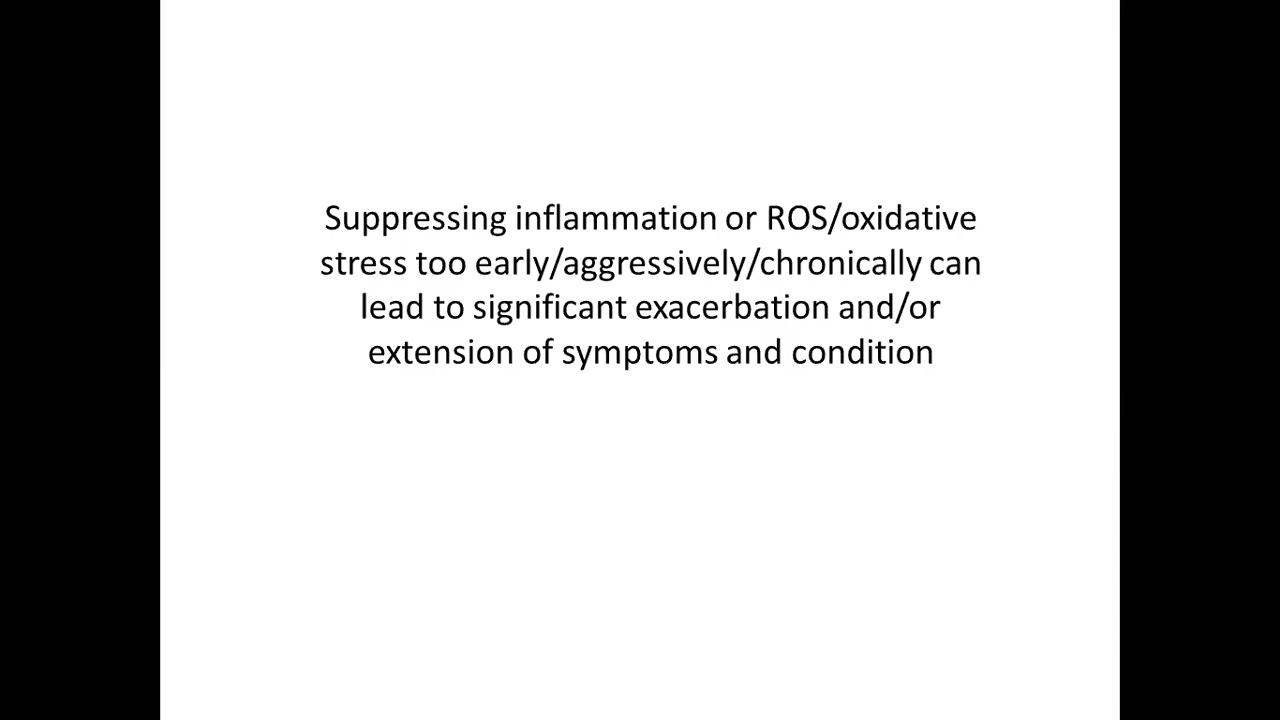 Suppressing inflammation or ROS/oxidative
stress too early/aggressively/chronically can
lead to significant exacerbation and/or
extension of symptoms and condition